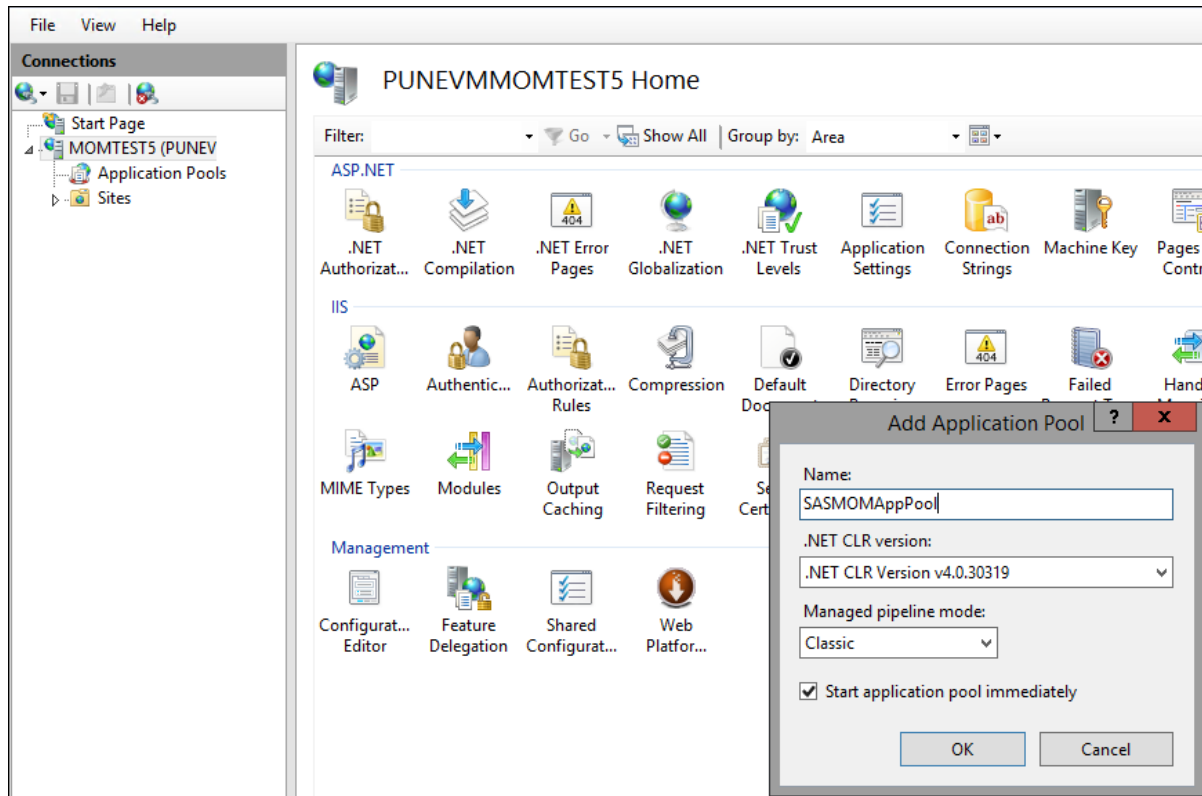 File View Help
Connections
Start Page
MOMTEST5 (PUNEV
Application Pools
Sites
PUNEVMMOMTEST5 Home
Filter: Go Show All Group by: Area
ASP.NET
.NET Authorizat...
.NET Compilation
.NET Error Pages
.NET Globalization
.NET Trust Levels
Application Settings
Connection Strings
Machine Key
Pages
Contr
IIS
ASP
Authentic...
Authorizat... Rules
Compression
Default
Directory
Error Pages
Failed
Hand
MIME Types
Modules
Output Caching
Request Filtering
Se
Cert
Management
Configurat... Editor
Feature Delegation
Shared Configurat...
Web Platfor...
Add Application Pool ? x
Name:
SASMOMAppPool
.NET CLR version:
.NET CLR Version v4.0.30319
Managed pipeline mode:
Classic
Start application pool immediately
OK Cancel